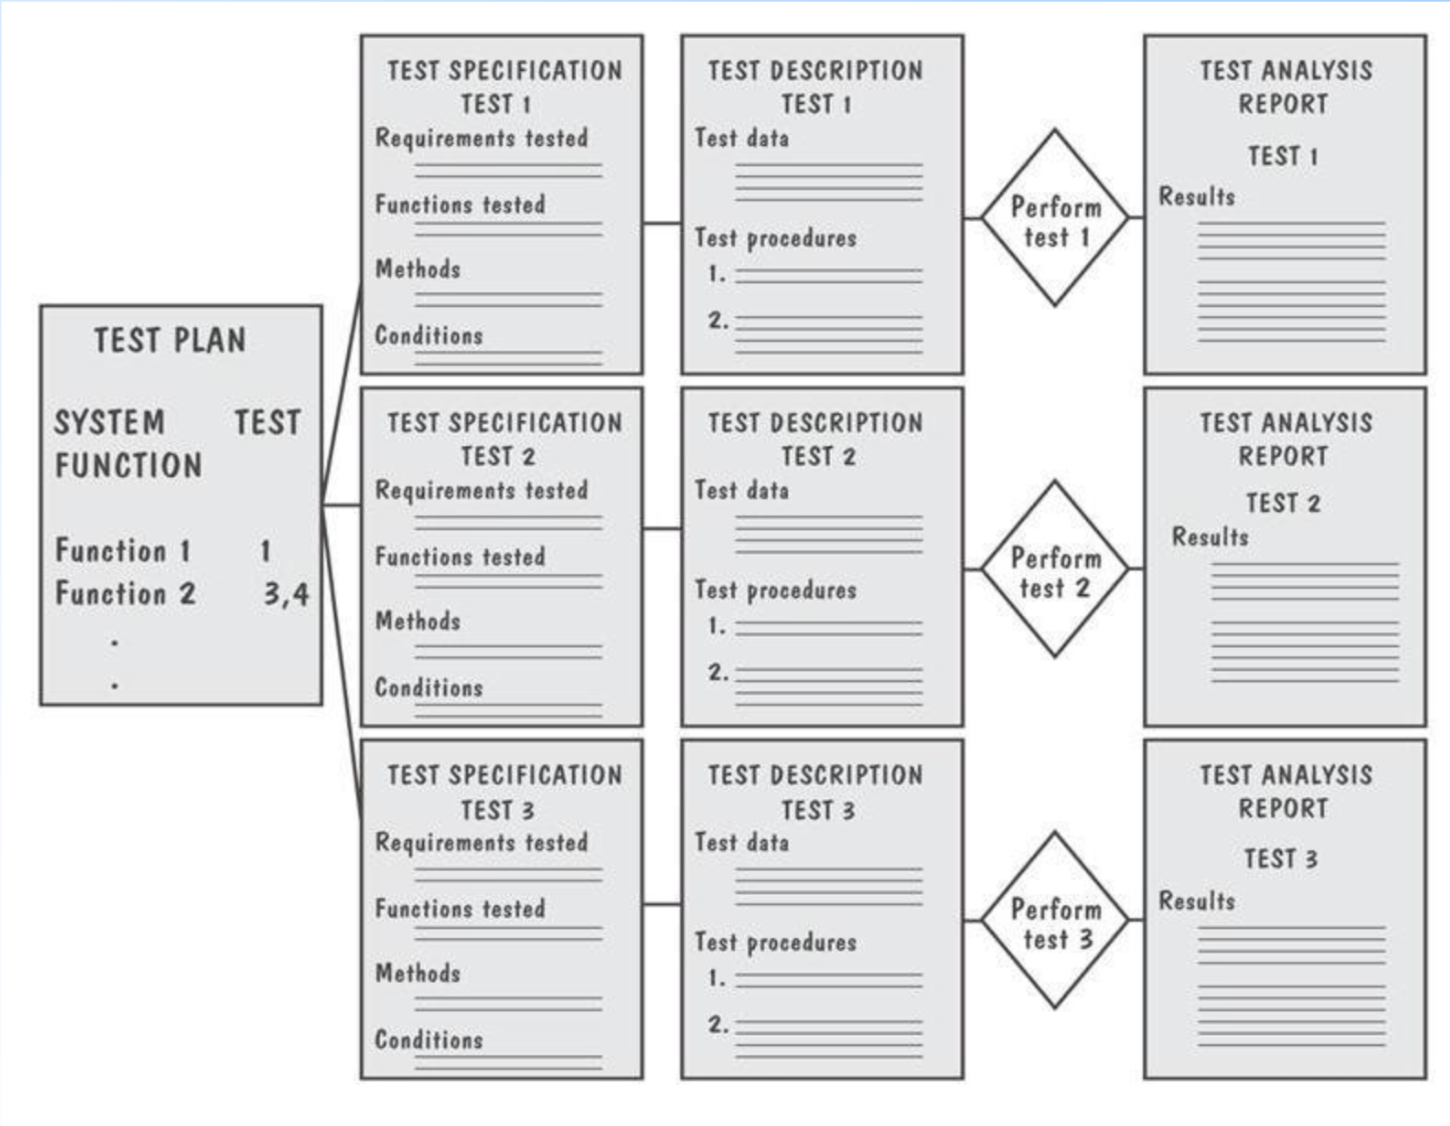 TEST PLAN
SYSTEM TEST
FUNCTION
Function 1 1
Function 2 3,4
.
.
TEST SPECIFICATION
TEST 1
Requirements tested
Functions tested
Methods
Conditions
TEST DESCRIPTION
TEST 1
Test data
Test procedures
1.
2.
Perform
test 1
TEST ANALYSIS
REPORT
TEST 1
Results
TEST SPECIFICATION
TEST 2
Requirements tested
Functions tested
Methods
Conditions
TEST DESCRIPTION
TEST 2
Test data
Test procedures
1.
2.
Perform
test 2
TEST ANALYSIS
REPORT
TEST 2
Results
TEST SPECIFICATION
TEST 3
Requirements tested
Functions tested
Methods
Conditions
TEST DESCRIPTION
TEST 3
Test data
Test procedures
1.
2.
Perform
test 3
TEST ANALYSIS
REPORT
TEST 3
Results